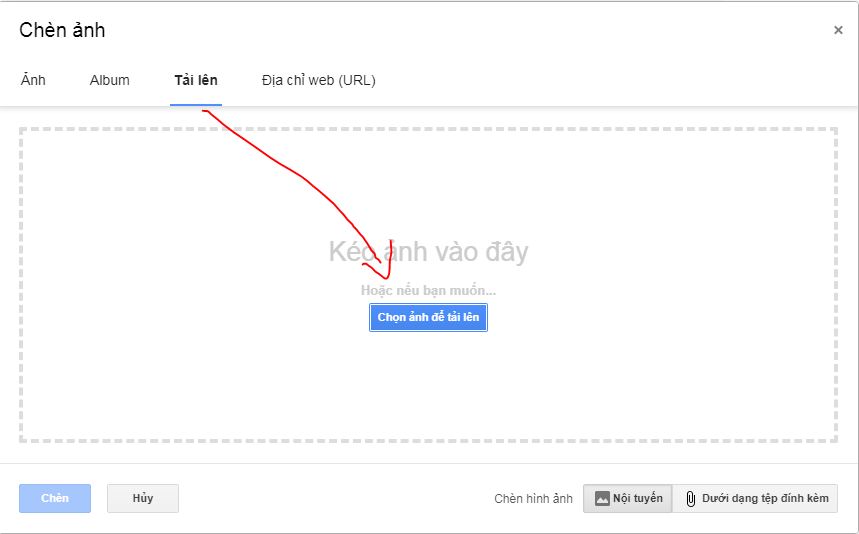 Chèn ảnh
Ảnh Album Tải lên Địa chỉ web (URL)
Kéo ảnh vào đây
Hoặc nếu bạn muốn...
Chọn ảnh để tải lên
Chèn Hủy Chèn hình ảnh Nội tuyến Dưới dạng tệp đính kèm